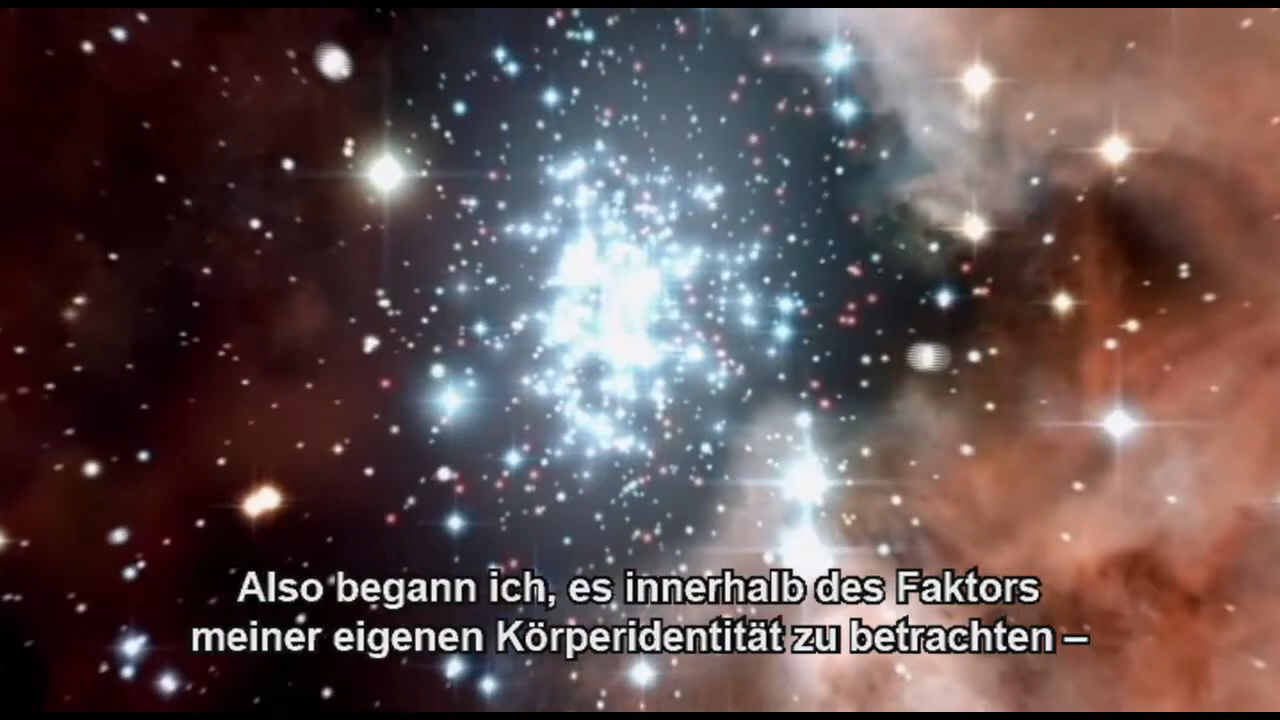 Also begann ich, es innerhalb des Faktors
meiner eigenen Körperidentität zu betrachten –